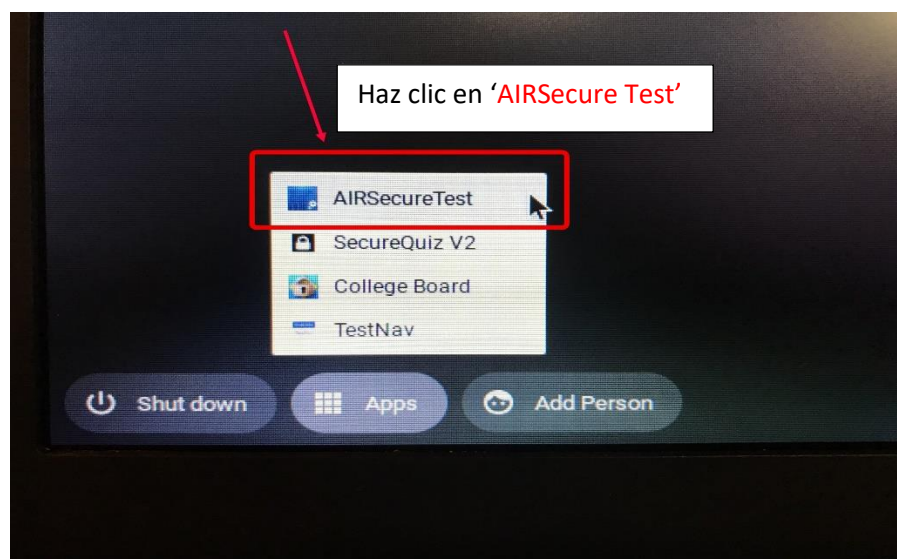 Haz clic en ‘AIRSecure Test’
AIRSecureTest
SecureQuiz V2
College Board
TestNav
Shut down Apps Add Person